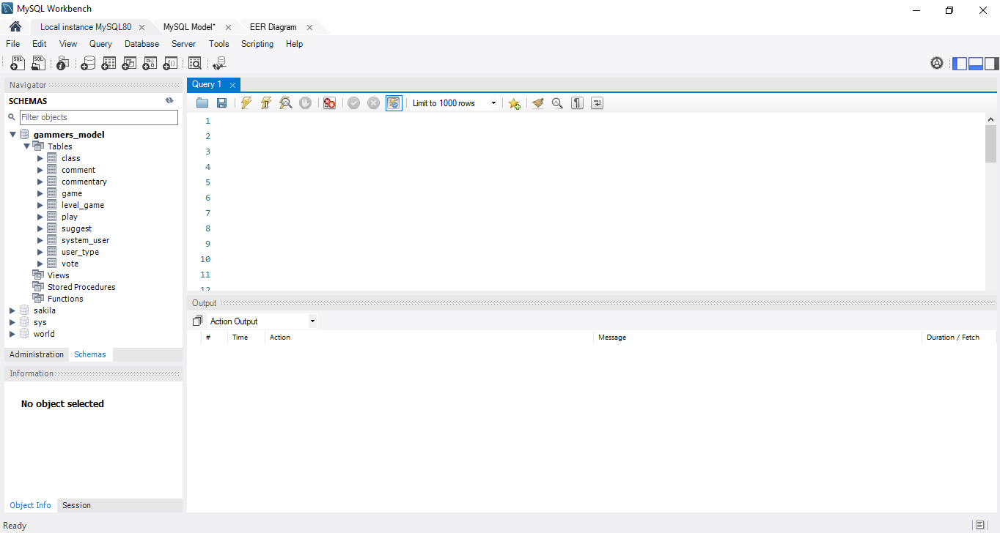 MySQL Workbench
Local instance MySQL80
MySQL Model*
EER Diagram
File Edit View Query Database Server Tools Scripting Help
Navigator
SCHEMAS
Filter objects
gammers_model
Tables
class
comment
commentary
game
level_game
play
suggest
system_user
user_type
vote
Views
Stored Procedures
Functions
sakila
sys
world
Administration Schemas
Information
No object selected
Object Info Session
Query 1
Limit to 1000 rows
1
2
3
4
5
6
7
8
9
10
11
12
Output
Action Output
# Time Action Message Duration / Fetch
Ready